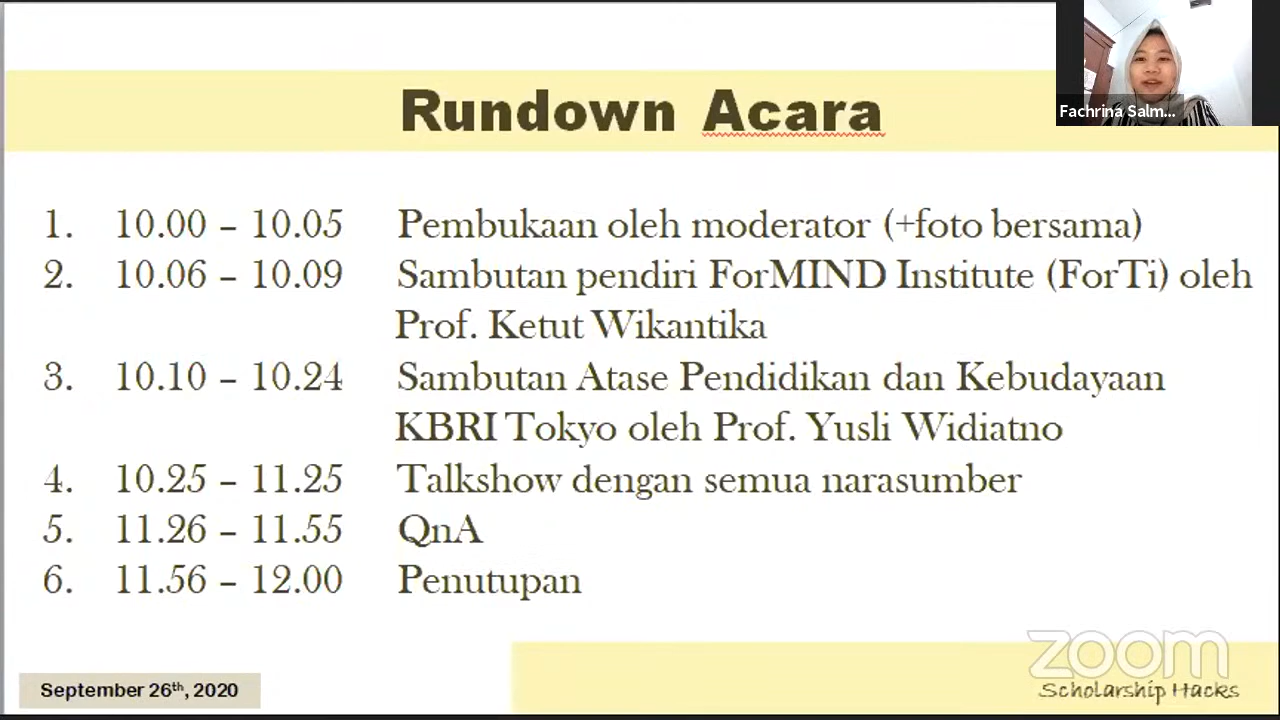 Rundown Acara
Fachrina Salm...
1. 10.00 – 10.05 Pembukaan oleh moderator (+foto bersama)
2. 10.06 – 10.09 Sambutan pendiri ForMIND Institute (ForTi) oleh
Prof. Ketut Wikantika
3. 10.10 – 10.24 Sambutan Atase Pendidikan dan Kebudayaan
KBRI Tokyo oleh Prof. Yusli Widiatno
4. 10.25 – 11.25 Talkshow dengan semua narasumber
5. 11.26 – 11.55 QnA
6. 11.56 – 12.00 Penutupan
zoom
September 26th, 2020
Scholarship Hacks